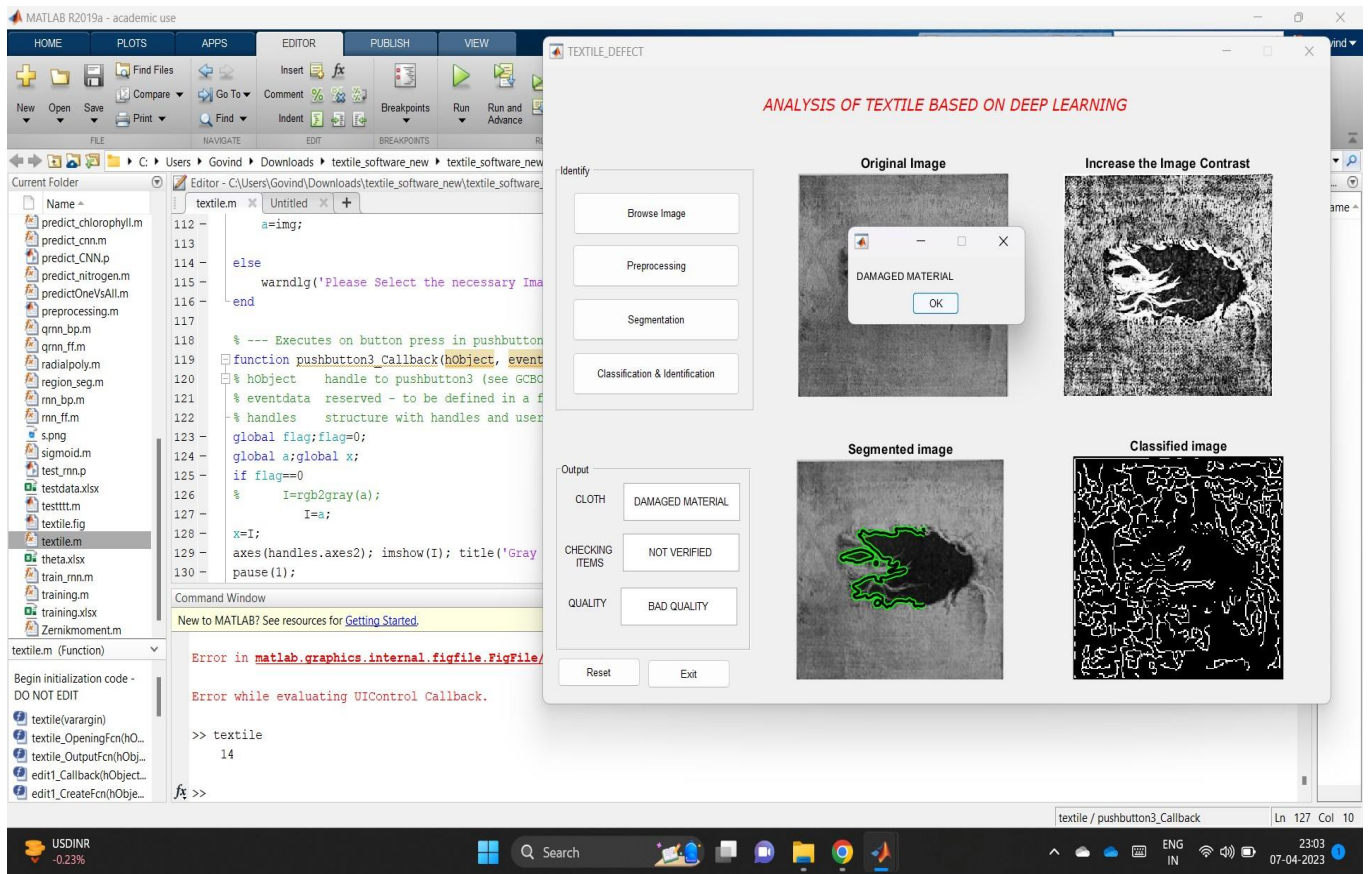 MATLAB R2019a - academic use
HOME PLOTS APPS EDITOR PUBLISH VIEW
New Open Save
Find Files
Compare
Print
Go To
Find
Insert fx
Comment
Indent
Breakpoints
Run
Run and Advance
FILE NAVIGATE EDIT BREAKPOINTS
C: Users Govind Downloads textile_software_new textile_software_new
Current Folder
Name
predict_chlorophyll.m
predict_cnn.m
predict_CNN.p
predict_nitrogen.m
predictOneVsAll.m
preprocessing.m
qrnn_bp.m
qrnn_ff.m
radialpoly.m
region_seg.m
rnn_bp.m
rnn_ff.m
s.png
sigmoid.m
test_rnn.p
testdata.xlsx
testttt.m
textile.fig
textile.m
theta.xlsx
train_rnn.m
training.m
training.xlsx
Zernikmoment.m
textile.m (Function)
Begin initialization code -
DO NOT EDIT
textile(varargin)
textile_OpeningFcn(hO...
textile_OutputFcn(hObj...
edit1_Callback(hObject...
edit1_CreateFcn(hObje...
Editor - C:\Users\Govind\Downloads\textile_software_new\textile_software_
textile.m Untitled +
112 - a=img;
113
114 - else
115 - warndlg('Please Select the necessary Ima
116 - end
117
118 % --- Executes on button press in pushbutton
119 function pushbutton3_Callback(hObject, event
120 % hObject handle to pushbutton3 (see GCBO
121 % eventdata reserved - to be defined in a f
122 % handles structure with handles and user
123 - global flag;flag=0;
124 - global a;global x;
125 - if flag==0
126 % I=rgb2gray(a);
127 - I=a;
128 - x=I;
129 - axes(handles.axes2); imshow(I); title('Gray
130 - pause(1);
Command Window
New to MATLAB? See resources for Getting Started.
Error in matlab.graphics.internal.figfile.FigFile/
Error while evaluating UIControl Callback.
>> textile
14
fx >>
TEXTILE_DEFECT
ANALYSIS OF TEXTILE BASED ON DEEP LEARNING
Identify
Browse Image
Preprocessing
Segmentation
Classification & Identification
Original Image
Increase the Image Contrast
DAMAGED MATERIAL
OK
Output
CLOTH DAMAGED MATERIAL
CHECKING ITEMS NOT VERIFIED
QUALITY BAD QUALITY
Reset Exit
Segmented image
Classified image
vind
ame
textile / pushbutton3_Callback Ln 127 Col 10
USDINR
-0.23%
Search
ENG
IN
23:03
07-04-2023
1